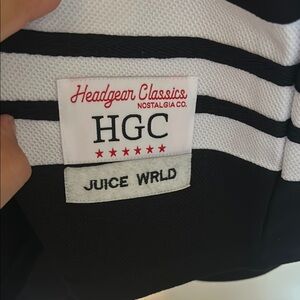 Headgear Classics
NOSTALGIA CO.
HGC
JUICE WRLD